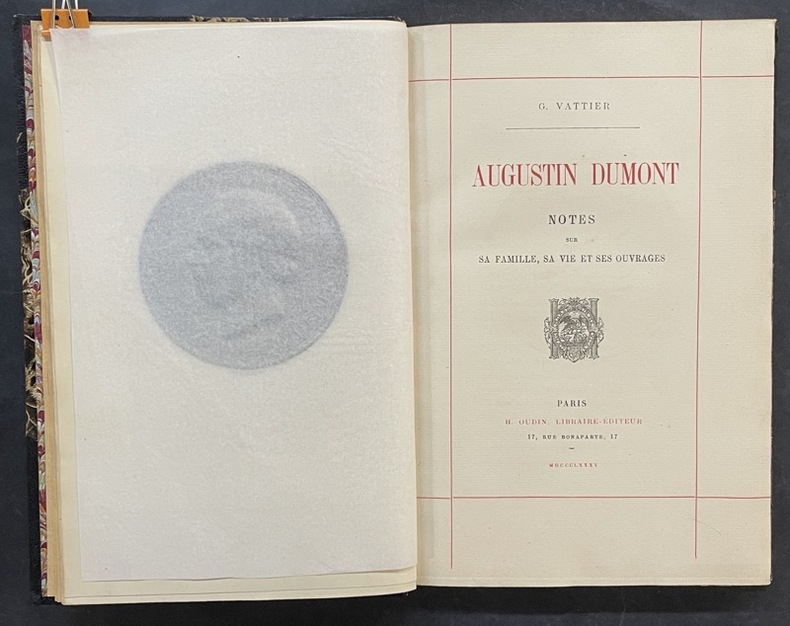 G. VATTIER
AUGUSTIN DUMONT
NOTES
SUR
SA FAMILLE, SA VIE ET SES OUVRAGES
PARIS
H. OUDIN, LIBRAIRE-ÉDITEUR
17, RUE BONAPARTE, 17
MDCCCLXXXV